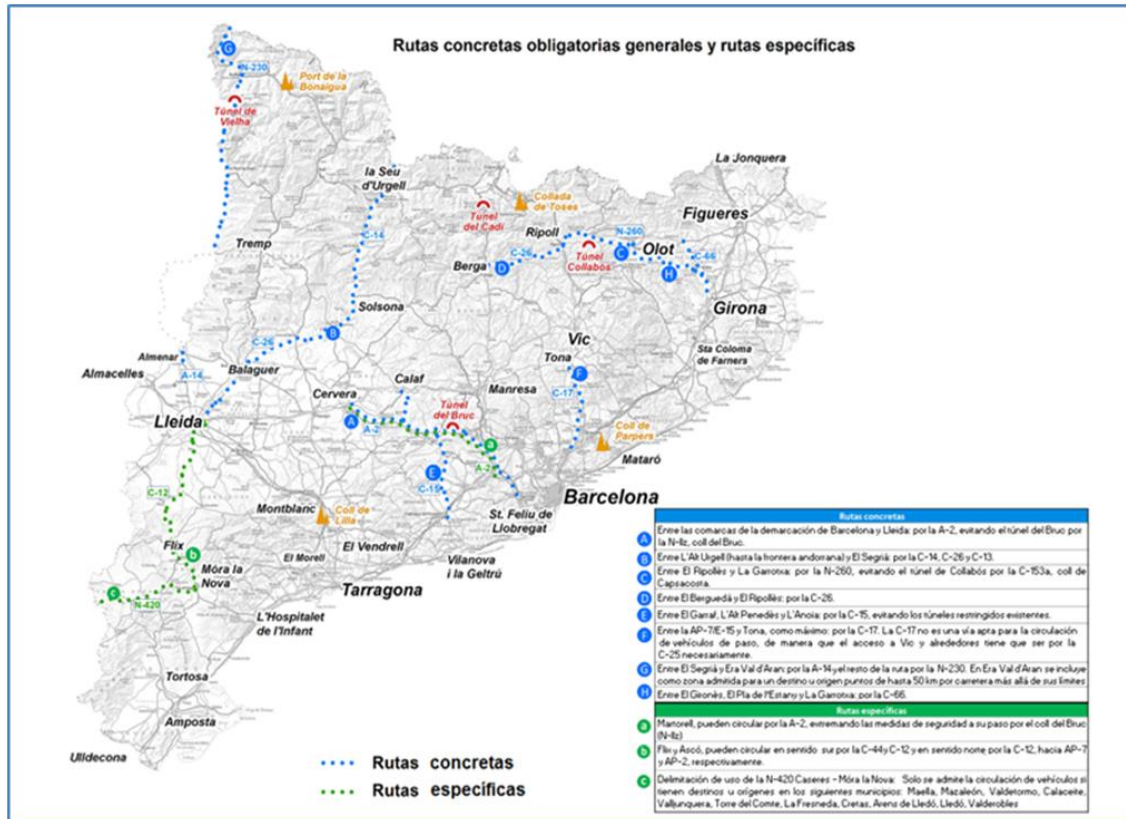 Rutas concretas obligatorias generales y rutas específicas
G
N-230
Port de la
Bonaigua
Túnel de
Vielha
la Seu
d'Urgell
La Jonquera
Collada
de Toses
Túnel
del Cadí
Figueres
C-14
Tremp
Ripoll
N-260
Olot
C-26
Túnel
Collabós
C
C-66
Berga
D
H
Girona
Solsona
B
Vic
C-26
Sta Coloma
de Farners
Almenar
Tona
Almacelles
A-14
Balaguer
Calaf
F
Manresa
Cervera
C-17
Túnel
del Bruc
Lleida
A
A-2
a
Coll de
Parpers
A-2
Mataró
E
C-15
C-12
Barcelona
Montblanc
St. Feliu de
Llobregat
Coll de
Lilla
Flix
b
El Morell
El Vendrell
Vilanova
i la Geltrú
Móra la
Nova
Tarragona
c
N-420
L'Hospitalet
de l'Infant
Tortosa
Amposta
Ulldecona
Rutas concretas
Rutas específicas
Rutas concretas
A Entre las comarcas de la demarcación de Barcelona y Lleida: por la A-2, evitando el túnel del Bruc por
la N-IIz, coll del Bruc.
B Entre L'Alt Urgell (hasta la frontera andorrana) y El Segrià: por la C-14, C-26 y C-13.
C Entre El Ripollès y La Garrotxa: por la N-260, evitando el túnel de Collabós por la C-153a, coll de
Capsacosta.
D Entre El Berguedà y El Ripollès: por la C-26.
E Entre El Garraf, L'Alt Penedès y L'Anoia: por la C-15, evitando los túneles restringidos existentes.
F Entre la AP-7/E-15 y Tona, como máximo: por la C-17. La C-17 no es una vía apta para la circulación
de vehículos de paso, de manera que el acceso a Vic y alrededores tiene que ser por la
C-25 necesariamente.
G Entre El Segrià y Era Val d'Aran: por la A-14 y el resto de la ruta por la N-230. En Era Val d'Aran se incluye
como zona admitida para un destino u origen puntos de hasta 50 km por carretera más allá de sus límites
H Entre El Gironès, El Pla de l'Estany y La Garrotxa: por la C-66.
Rutas específicas
a Martorell, pueden circular por la A-2, extremando las medidas de seguridad a su paso por el coll del Bruc
(N-IIz)
b Flix y Ascó, pueden circular en sentido sur por la C-44 y C-12 y en sentido norte por la C-12, hacia AP-7
y AP-2, respectivamente.
c Delimitación de uso de la N-420 Caseres - Móra la Nova: Solo se admite la circulación de vehículos si
tienen destinos u orígenes en los siguientes municipios: Maella, Mazaleón, Valdetormo, Calaceite,
Valljunquera, Torre del Comte, La Fresneda, Cretas, Arens de Lledó, Lledó, Valderobles